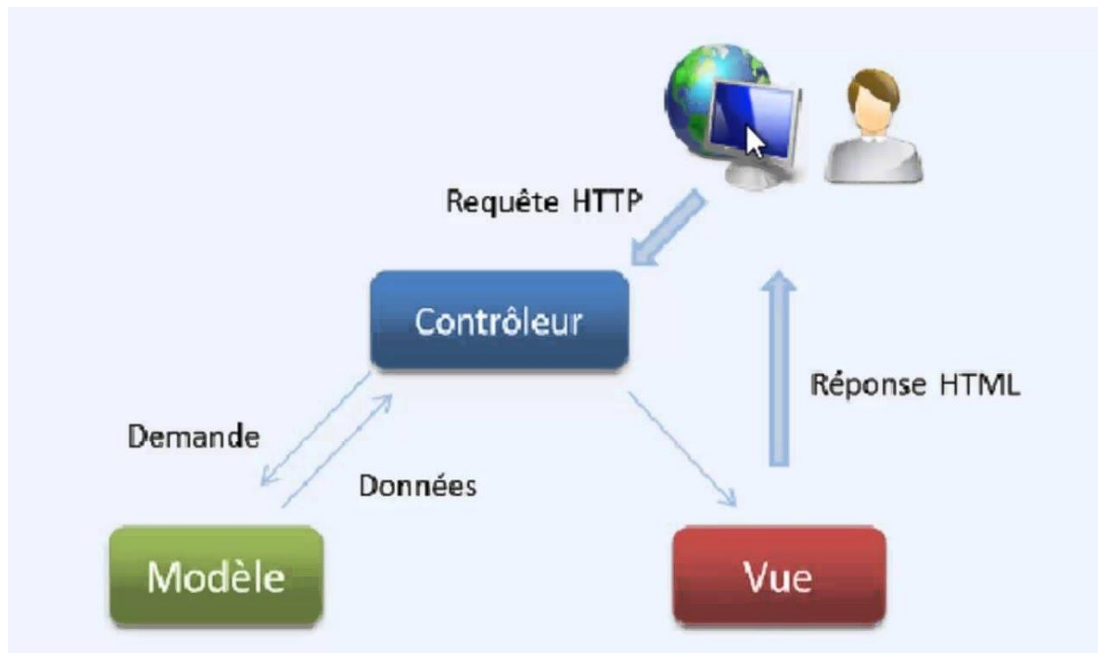 Requête HTTP
Contrôleur
Réponse HTML
Demande
Données
Modèle
Vue